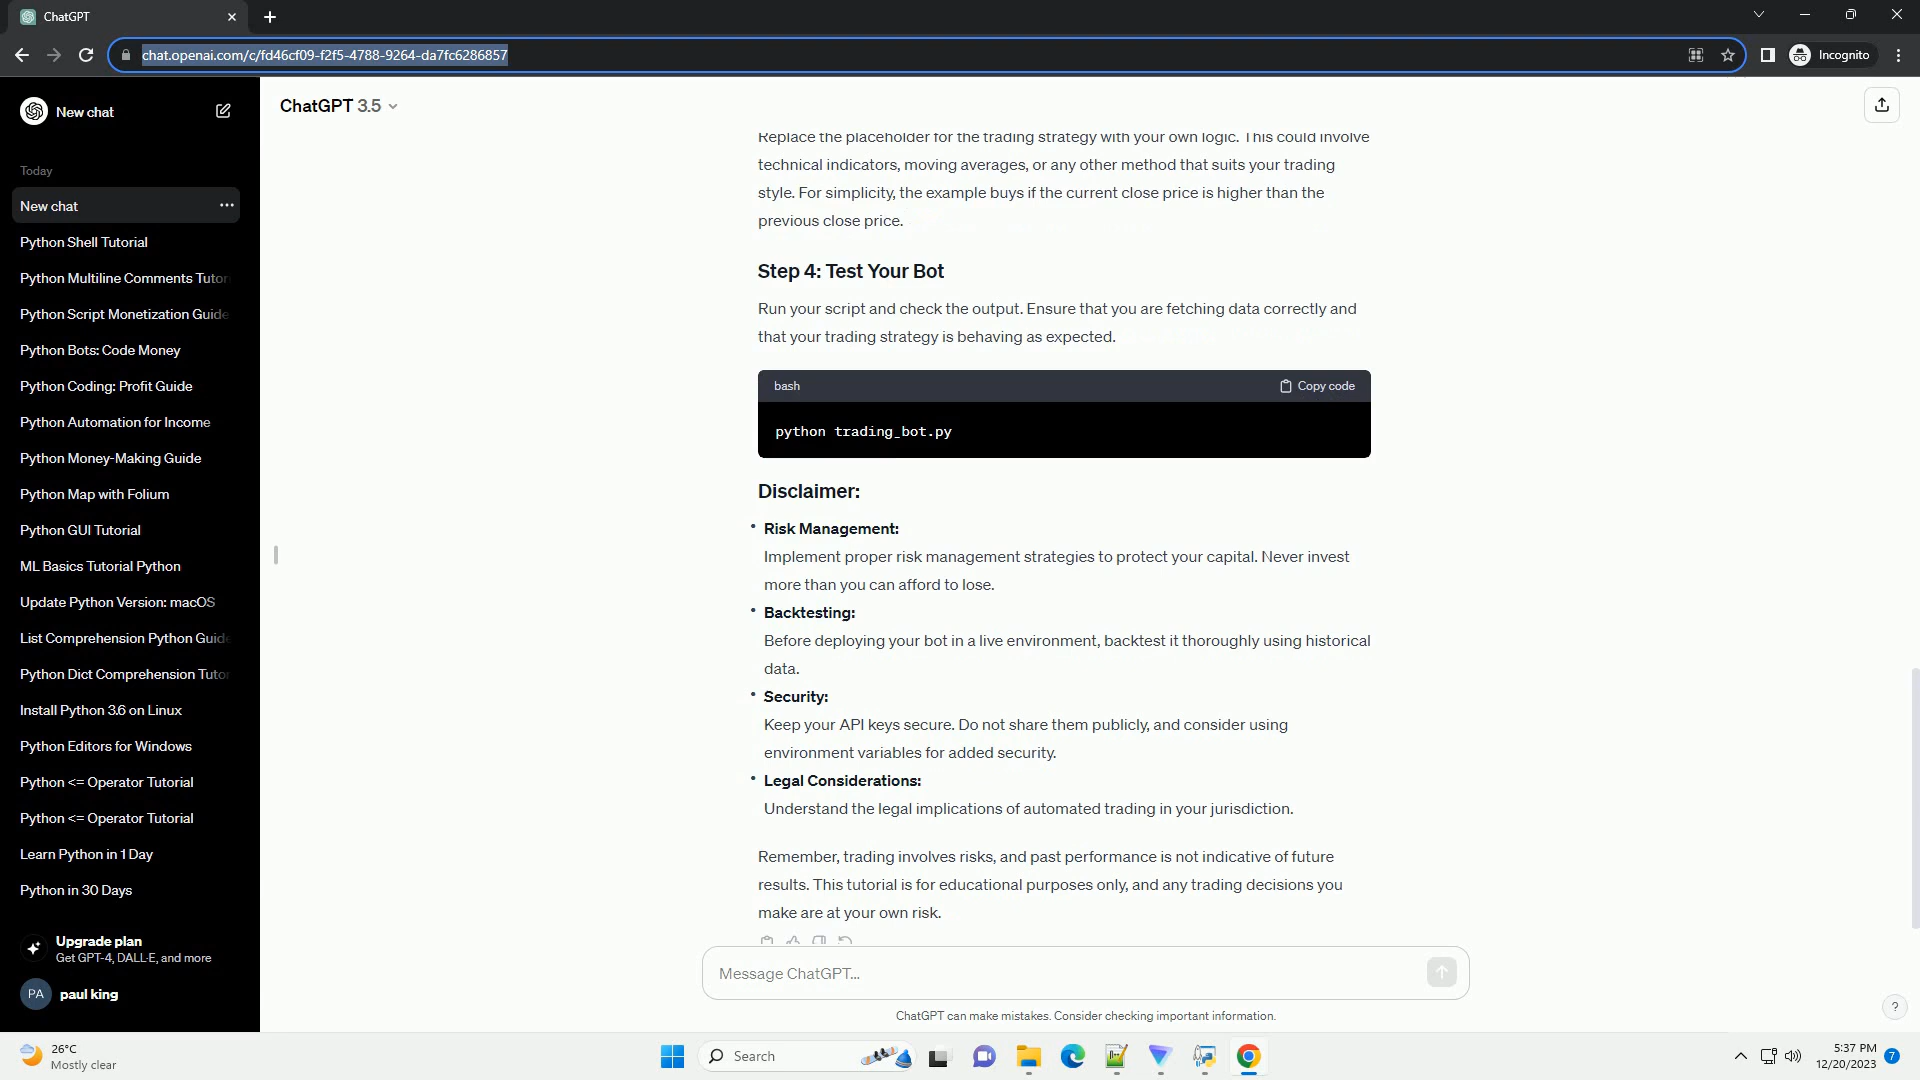 ChatGPT
chat.openai.com/c/fd46cf09-f2f5-4788-9264-da7fc6286857
Incognito
New chat
Today
New chat
Python Shell Tutorial
Python Multiline Comments Tutor
Python Script Monetization Guide
Python Bots: Code Money
Python Coding: Profit Guide
Python Automation for Income
Python Money-Making Guide
Python Map with Folium
Python GUI Tutorial
ML Basics Tutorial Python
Update Python Version: macOS
List Comprehension Python Guide
Python Dict Comprehension Tutor
Install Python 3.6 on Linux
Python Editors for Windows
Python <= Operator Tutorial
Python <= Operator Tutorial
Learn Python in 1 Day
Python in 30 Days
Upgrade plan
Get GPT-4, DALL·E, and more
PA
paul king
ChatGPT 3.5
Replace the placeholder for the trading strategy with your own logic. This could involve
technical indicators, moving averages, or any other method that suits your trading
style. For simplicity, the example buys if the current close price is higher than the
previous close price.
Step 4: Test Your Bot
Run your script and check the output. Ensure that you are fetching data correctly and
that your trading strategy is behaving as expected.
bash
Copy code
python trading_bot.py
Disclaimer:
• Risk Management:
Implement proper risk management strategies to protect your capital. Never invest
more than you can afford to lose.
• Backtesting:
Before deploying your bot in a live environment, backtest it thoroughly using historical
data.
• Security:
Keep your API keys secure. Do not share them publicly, and consider using
environment variables for added security.
• Legal Considerations:
Understand the legal implications of automated trading in your jurisdiction.
Remember, trading involves risks, and past performance is not indicative of future
results. This tutorial is for educational purposes only, and any trading decisions you
make are at your own risk.
Message ChatGPT...
ChatGPT can make mistakes. Consider checking important information.
?
26°C
Mostly clear
Search
5:37 PM
12/20/2023
7